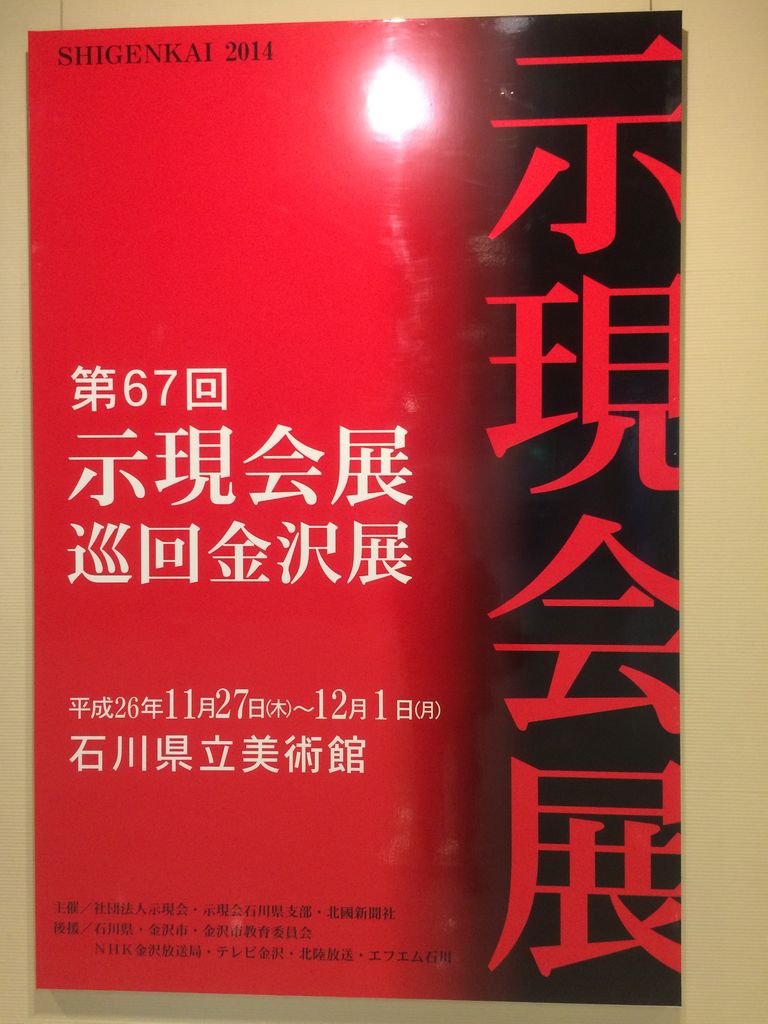 SHIGENKAI 2014
示現会展
第67回
示現会展
巡回金沢展
平成26年11月27日(木)～12月1日(月)
石川県立美術館
主催／社団法人示現会・示現会石川県支部・北國新聞社
後援／石川県・金沢市・金沢市教育委員会
NHK金沢放送局・テレビ金沢・北陸放送・エフエム石川